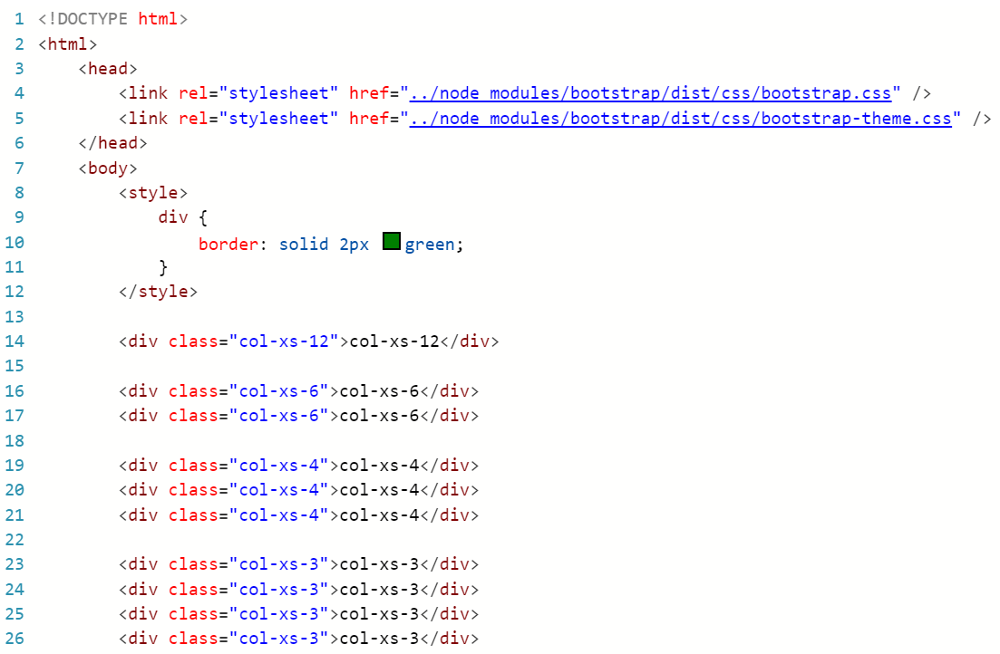 1 <!DOCTYPE html>
2 <html>
3     <head>
4         <link rel="stylesheet" href="../node_modules/bootstrap/dist/css/bootstrap.css" />
5         <link rel="stylesheet" href="../node_modules/bootstrap/dist/css/bootstrap-theme.css" />
6     </head>
7     <body>
8         <style>
9             div {
10                 border: solid 2px green;
11             }
12         </style>
13
14         <div class="col-xs-12">col-xs-12</div>
15
16         <div class="col-xs-6">col-xs-6</div>
17         <div class="col-xs-6">col-xs-6</div>
18
19         <div class="col-xs-4">col-xs-4</div>
20         <div class="col-xs-4">col-xs-4</div>
21         <div class="col-xs-4">col-xs-4</div>
22
23         <div class="col-xs-3">col-xs-3</div>
24         <div class="col-xs-3">col-xs-3</div>
25         <div class="col-xs-3">col-xs-3</div>
26         <div class="col-xs-3">col-xs-3</div>